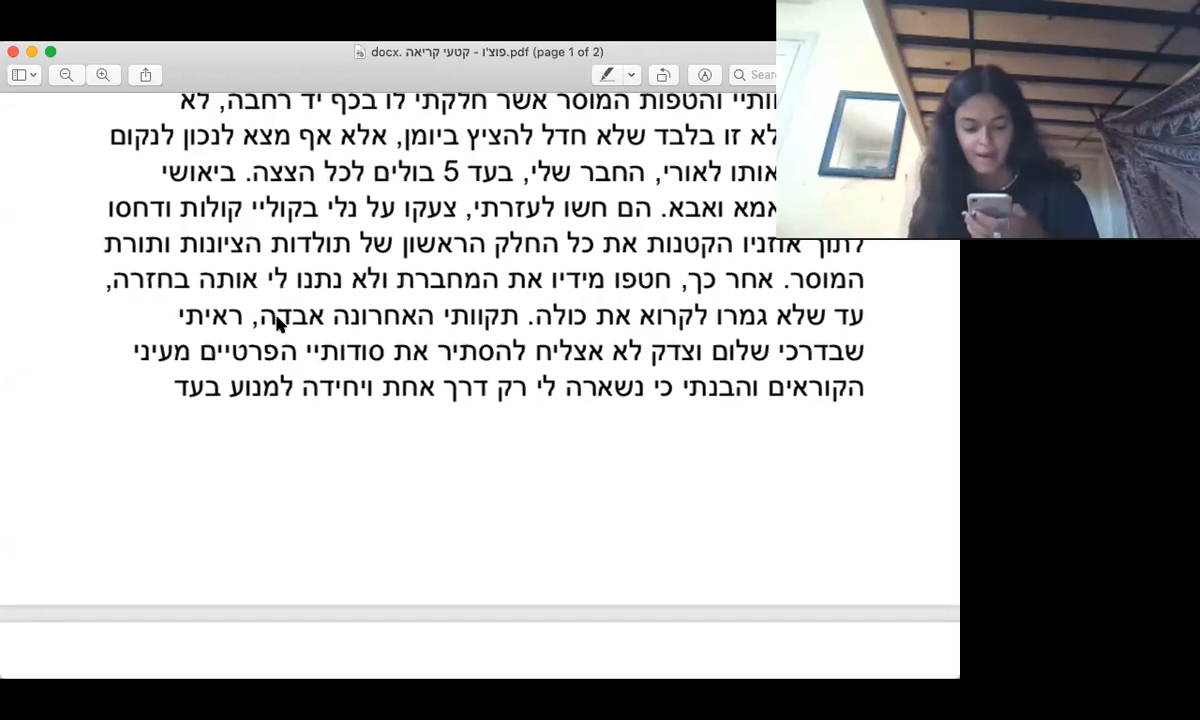 docx. פוצ'ו - קטעי קריאה.pdf (page 1 of 2)
והטפות המוסר אשר חלקתי לו בכף יד רחבה, לא
זו בלבד שלא חדל להציץ ביומן, אלא אף מצא לנכון לנקום
אותו לאורי, החבר שלי, בעד 5 בולים לכל הצצה. ביאושי
אמא ואבא. הם חשו לעזרתי, צעקו על נלי בקוליי קולות ודחסו
לתוך אוזניו הקטנות את כל החלק הראשון של תולדות הציונות ותורת
המוסר. אחר כך, חטפו מידיו את המחברת ולא נתנו לי אותה בחזרה,
עד שלא גמרו לקרוא את כולה. תקוותי האחרונה אבדה, ראיתי
שבדרכי שלום וצדק לא אצליח להסתיר את סודותיי הפרטיים מעיני
הקוראים והבנתי כי נשארה לי רק דרך אחת ויחידה למנוע בעד